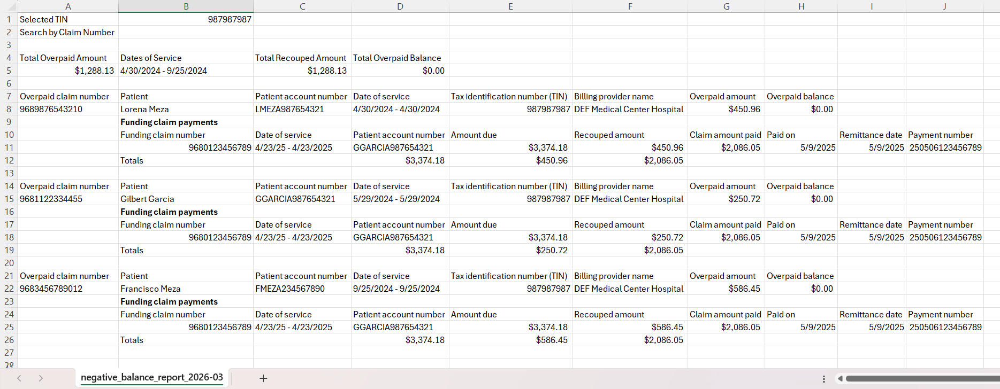 A B C D E F G H I J
1 Selected TIN 987987987
2 Search by Claim Number
3
4 Total Overpaid Amount Dates of Service Total Recouped Amount Total Overpaid Balance
5 $1,288.13 4/30/2024 - 9/25/2024 $1,288.13 $0.00
6
7 Overpaid claim number Patient Patient account number Date of service Tax identification number (TIN) Billing provider name Overpaid amount Overpaid balance
8 9689876543210 Lorena Meza LMEZA987654321 4/30/2024 - 4/30/2024 987987987 DEF Medical Center Hospital $450.96 $0.00
9 Funding claim payments
10 Funding claim number Date of service Patient account number Amount due Recouped amount Claim amount paid Paid on Remittance date Payment number
11 9680123456789 4/23/25 - 4/23/2025 GGARCIA987654321 $3,374.18 $450.96 $2,086.05 5/9/2025 5/9/2025 250506123456789
12 Totals $3,374.18 $450.96 $2,086.05
13
14 Overpaid claim number Patient Patient account number Date of service Tax identification number (TIN) Billing provider name Overpaid amount Overpaid balance
15 9681122334455 Gilbert Garcia GGARCIA987654321 5/29/2024 - 5/29/2024 987987987 DEF Medical Center Hospital $250.72 $0.00
16 Funding claim payments
17 Funding claim number Date of service Patient account number Amount due Recouped amount Claim amount paid Paid on Remittance date Payment number
18 9680123456789 4/23/25 - 4/23/2025 GGARCIA987654321 $3,374.18 $250.72 $2,086.05 5/9/2025 5/9/2025 250506123456789
19 Totals $3,374.18 $250.72 $2,086.05
20
21 Overpaid claim number Patient Patient account number Date of service Tax identification number (TIN) Billing provider name Overpaid amount Overpaid balance
22 9683456789012 Francisco Meza FMEZA234567890 9/25/2024 - 9/25/2024 987987987 DEF Medical Center Hospital $586.45 $0.00
23 Funding claim payments
24 Funding claim number Date of service Patient account number Amount due Recouped amount Claim amount paid Paid on Remittance date Payment number
25 9680123456789 4/23/25 - 4/23/2025 GGARCIA987654321 $3,374.18 $586.45 $2,086.05 5/9/2025 5/9/2025 250506123456789
26 Totals $3,374.18 $586.45 $2,086.05
27
28
negative_balance_report_2026-03